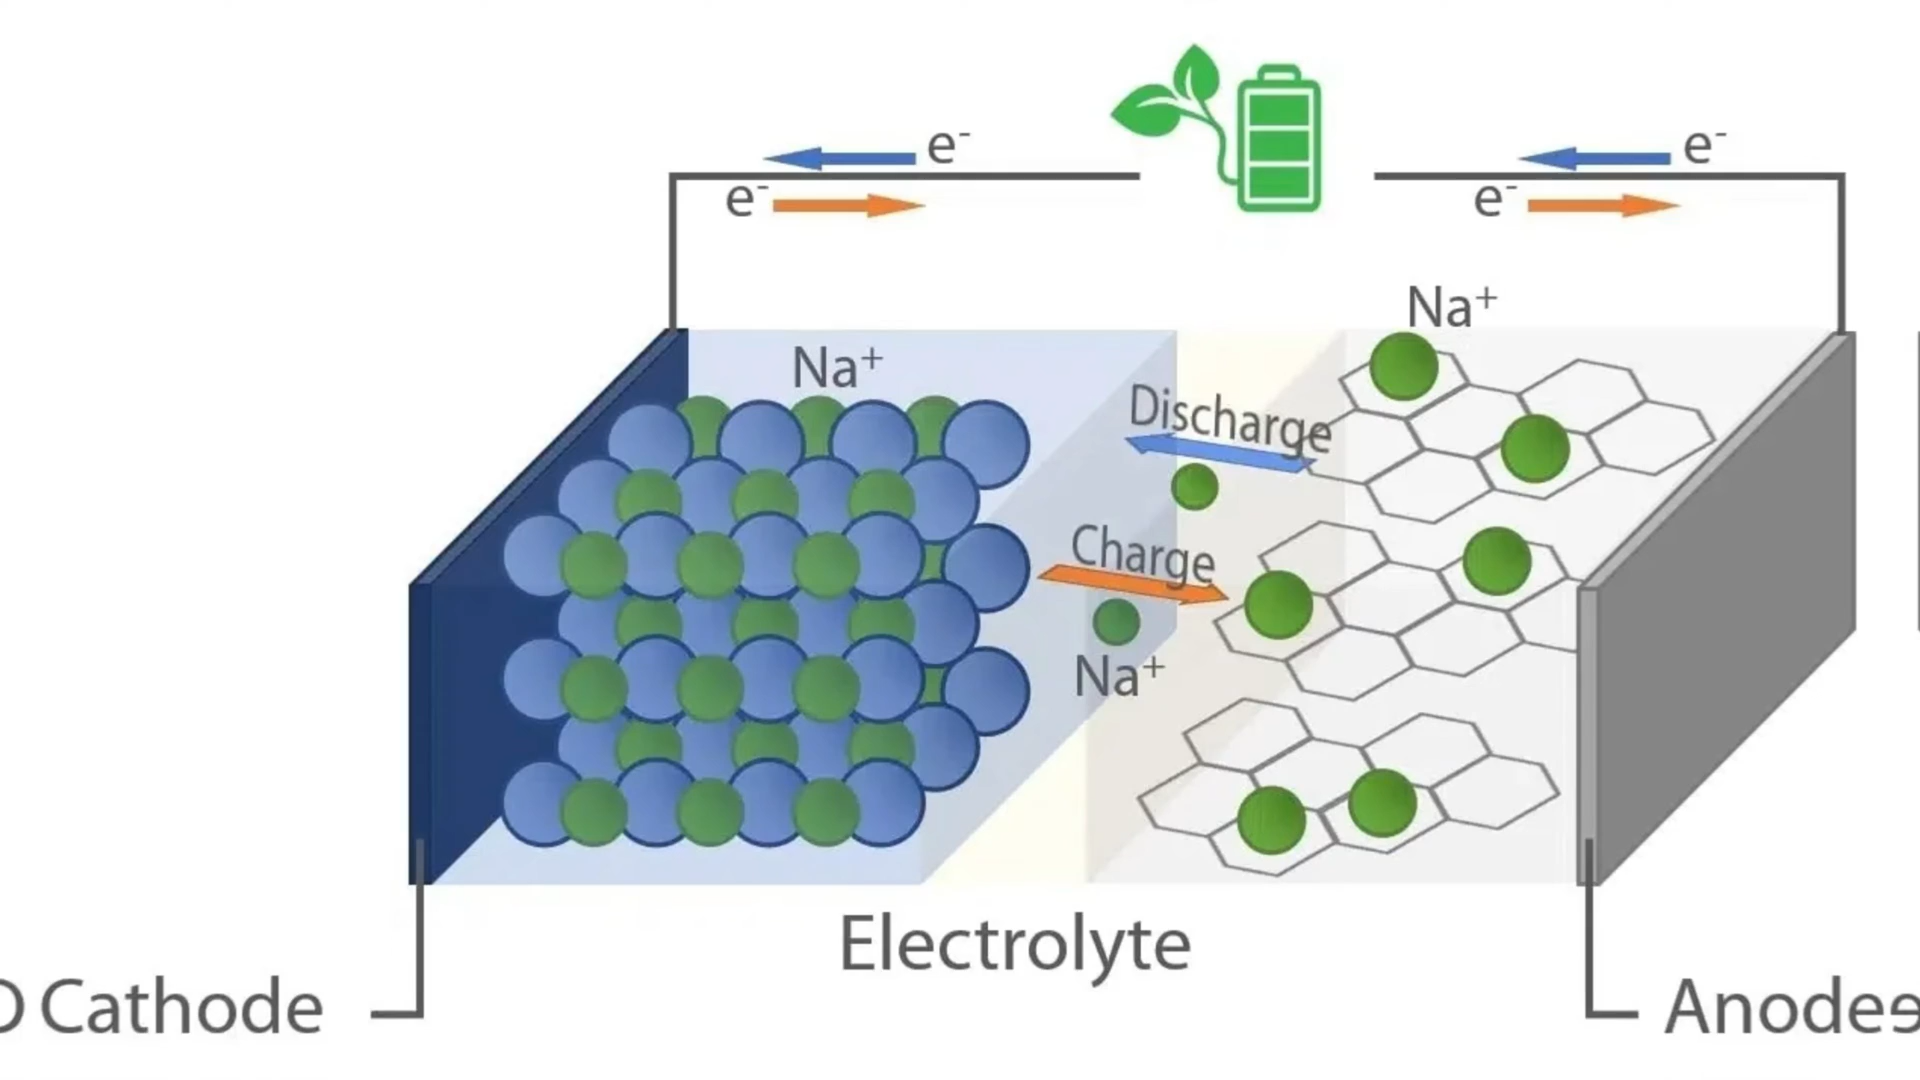 e⁻
e⁻
e⁻
e⁻
Na⁺
Na⁺
Discharge
Charge
Na⁺
Electrolyte
Cathode
Anode